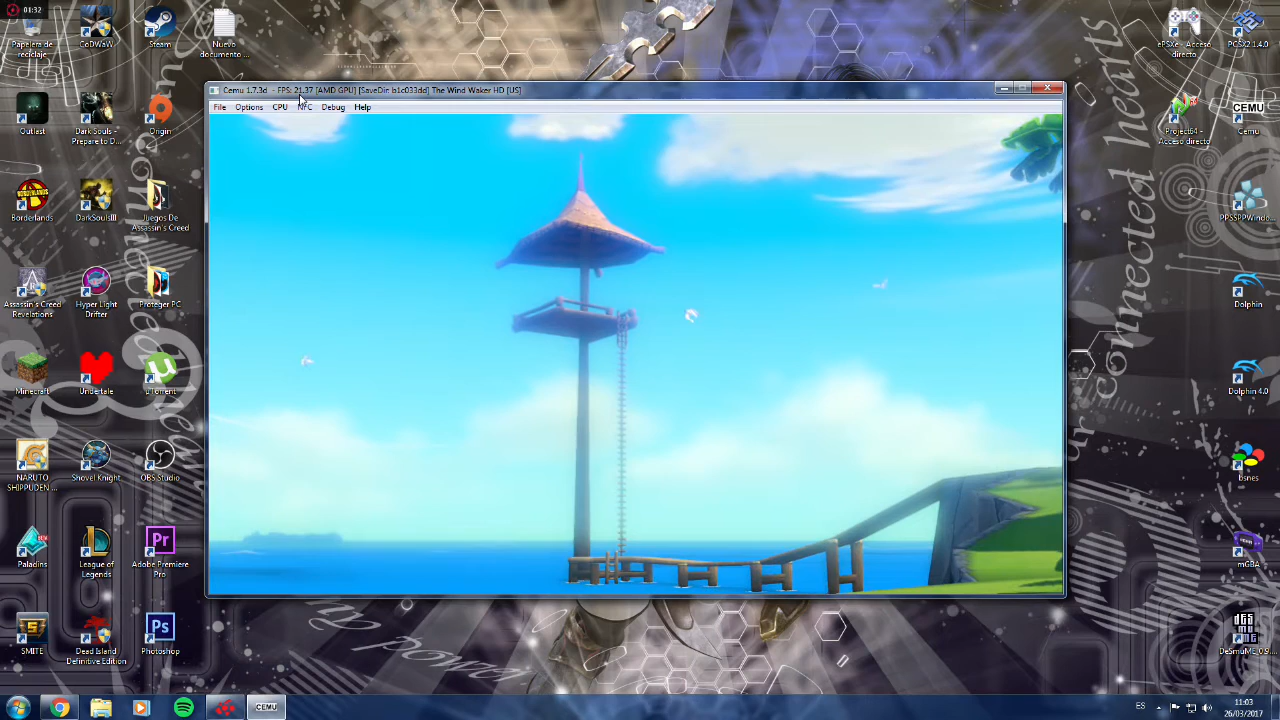 01:32
Papelera de
reciclaje
CoDWaW
Steam
Nuevo
documento ...
ePSXe - Acceso
directo
PCSX2 1.4.0
Cemu 1.7.3d - FPS: 21.37 [AMD GPU] [SaveDir b1c033dd] The Wind Waker HD [US]
File Options CPU NFC Debug Help
Outlast
Dark Souls -
Prepare to D...
Origin
Project64 -
Acceso directo
CEMU
Cemu
Borderlands
DarkSoulsIII
Juegos De
Assassin's Creed
PPSSPPWindo...
Assassin's Creed
Revelations
Hyper Light
Drifter
Proteger PC
Dolphin
Minecraft
Undertale
µTorrent
Dolphin 4.0
NARUTO
SHIPPUDEN ...
Shovel Knight
OBS Studio
bsnes
Paladins
League of
Legends
Pr
Adobe Premiere
Pro
mGBA
SMITE
Dead Island
Definitive Edition
Ps
Photoshop
DeSmuME_0.9....
connected hearts
CEMU
ES
11:03
26/03/2017